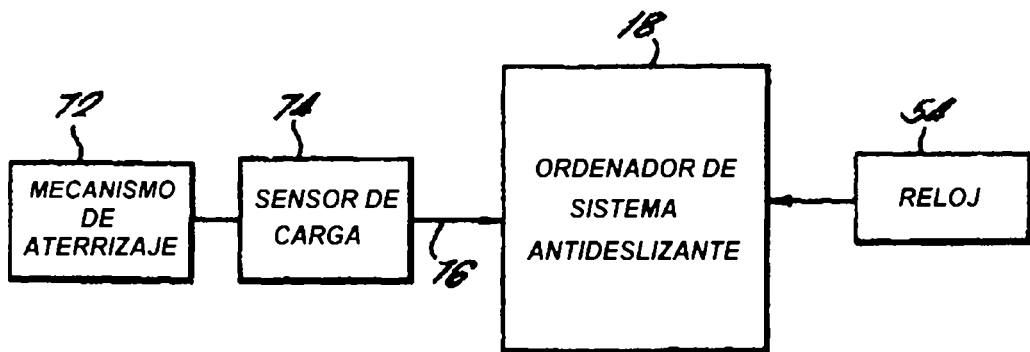 18
72
74
54
MECANISMO
DE
ATERRIZAJE
SENSOR DE
CARGA
76
ORDENADOR DE
SISTEMA
ANTIDESLIZANTE
RELOJ